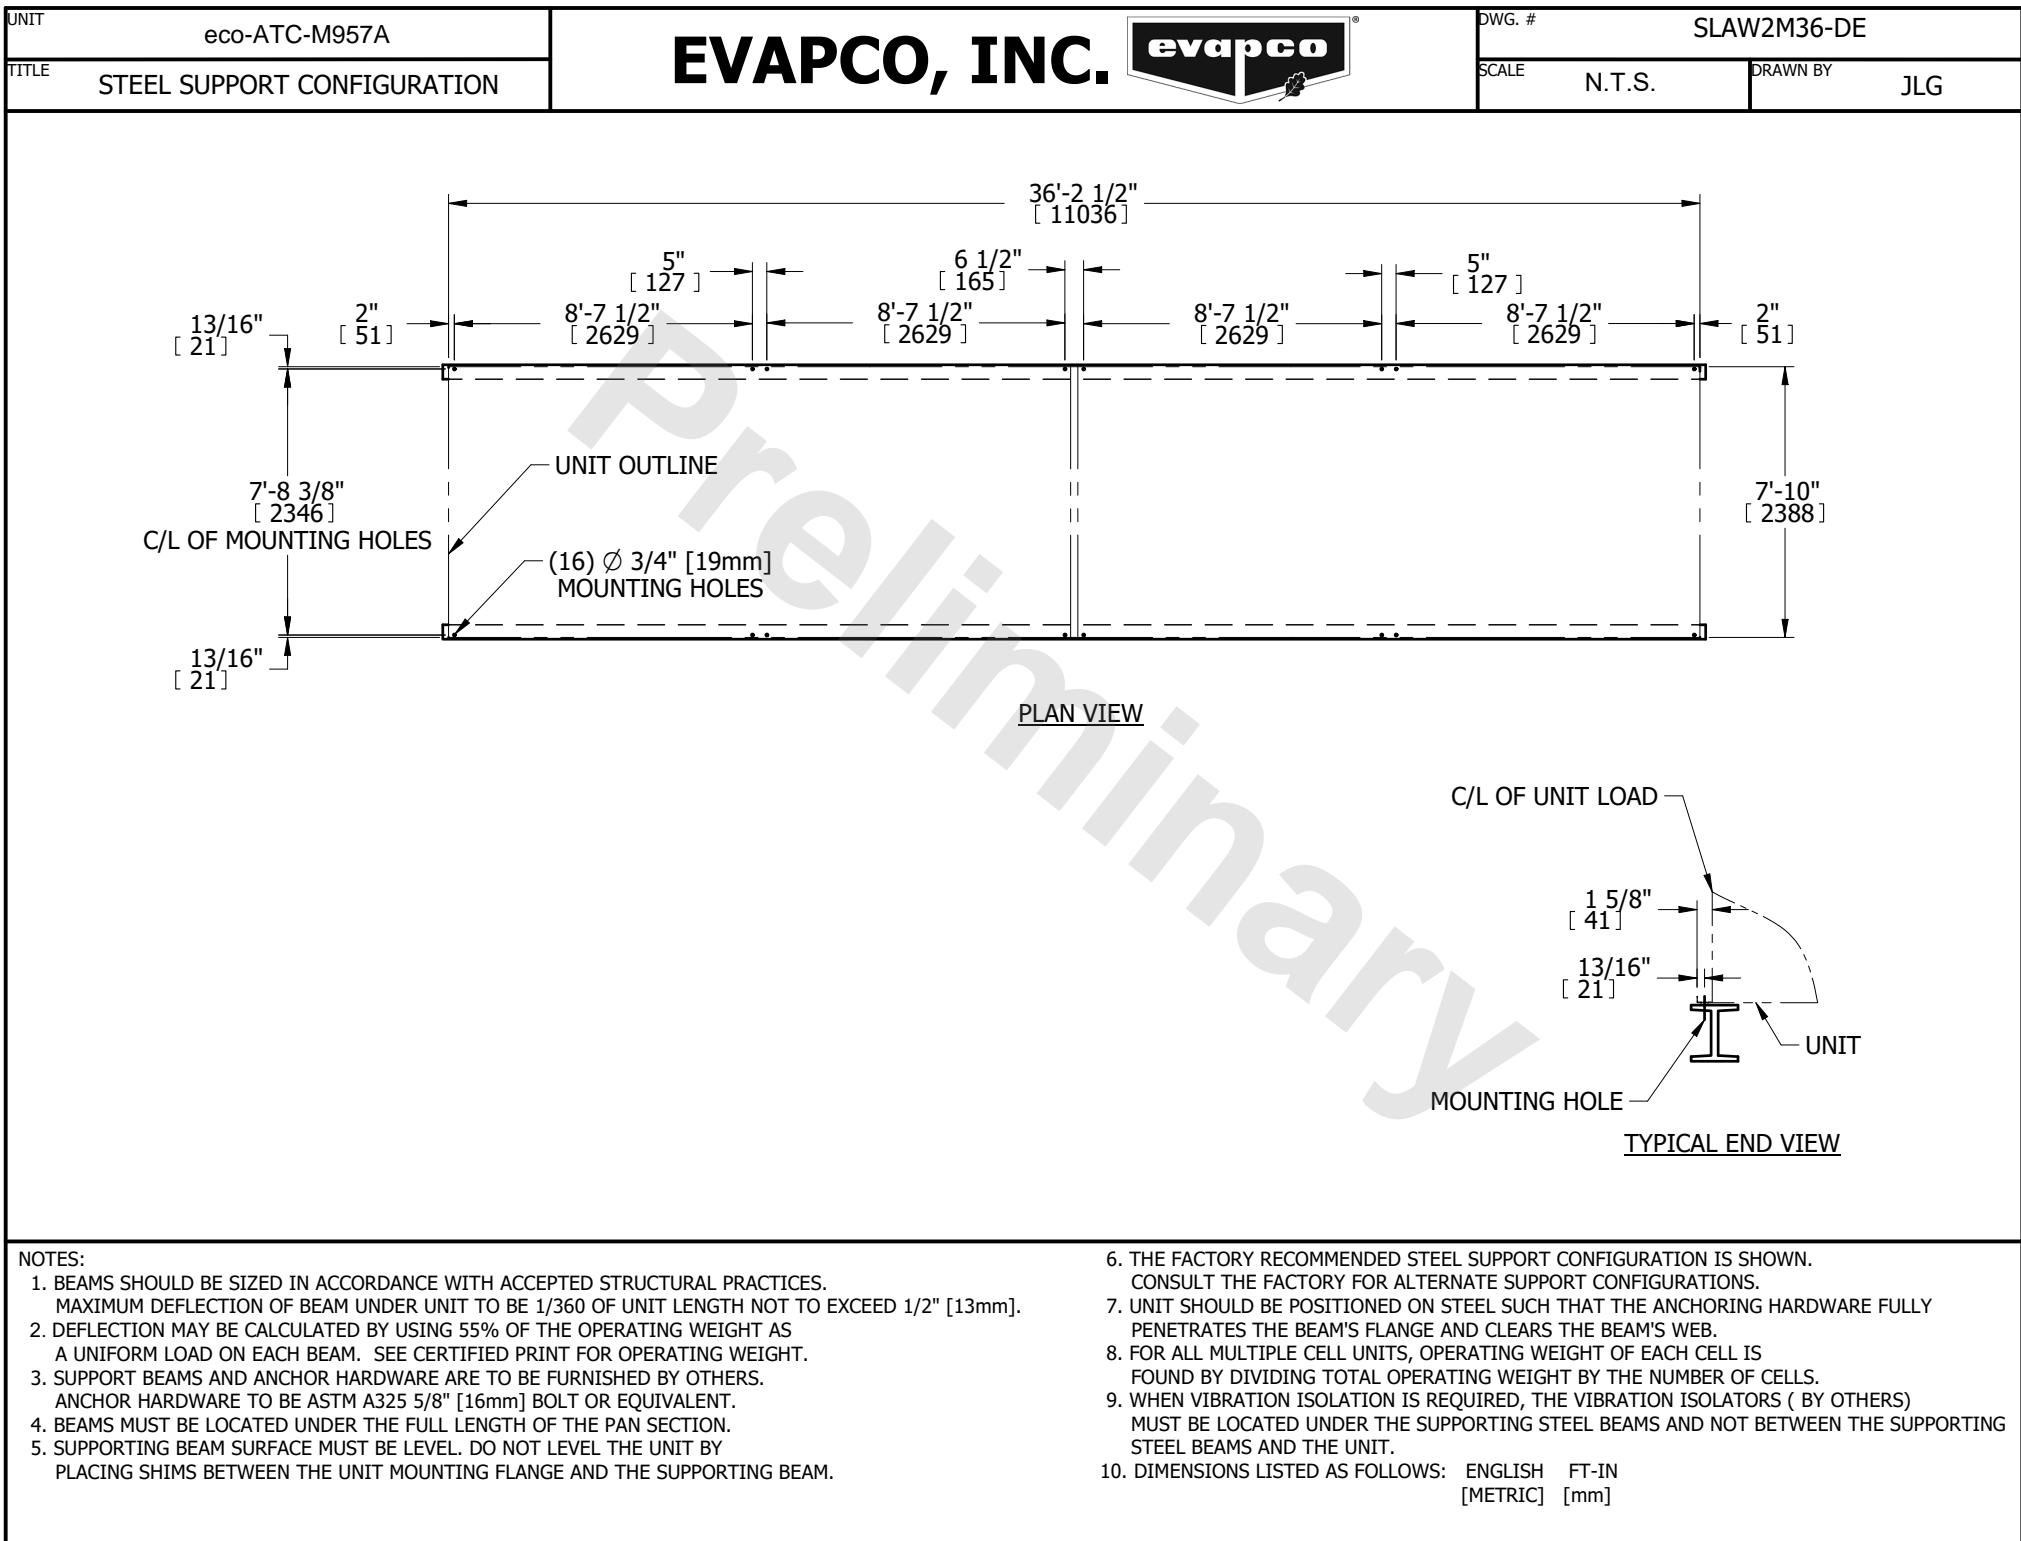 UNIT
eco-ATC-M957A
TITLE
STEEL SUPPORT CONFIGURATION
EVAPCO, INC.
evapco
®
DWG. #
SLAW2M36-DE
SCALE
N.T.S.
DRAWN BY
JLG
36'-2 1/2"
[ 11036]
5"
[ 127 ]
6 1/2"
[ 165]
5"
[ 127 ]
13/16"
[ 21]
2"
[ 51]
8'-7 1/2"
[ 2629 ]
8'-7 1/2"
[ 2629 ]
8'-7 1/2"
[ 2629 ]
8'-7 1/2"
[ 2629 ]
2"
[ 51]
UNIT OUTLINE
7'-8 3/8"
[ 2346]
C/L OF MOUNTING HOLES
7'-10"
[ 2388]
(16) ∅ 3/4" [19mm]
MOUNTING HOLES
13/16"
[ 21]
PLAN VIEW
Preliminary
C/L OF UNIT LOAD
1 5/8"
[ 41]
13/16"
[ 21]
UNIT
MOUNTING HOLE
TYPICAL END VIEW
NOTES:
1. BEAMS SHOULD BE SIZED IN ACCORDANCE WITH ACCEPTED STRUCTURAL PRACTICES.
MAXIMUM DEFLECTION OF BEAM UNDER UNIT TO BE 1/360 OF UNIT LENGTH NOT TO EXCEED 1/2" [13mm].
2. DEFLECTION MAY BE CALCULATED BY USING 55% OF THE OPERATING WEIGHT AS
A UNIFORM LOAD ON EACH BEAM. SEE CERTIFIED PRINT FOR OPERATING WEIGHT.
3. SUPPORT BEAMS AND ANCHOR HARDWARE ARE TO BE FURNISHED BY OTHERS.
ANCHOR HARDWARE TO BE ASTM A325 5/8" [16mm] BOLT OR EQUIVALENT.
4. BEAMS MUST BE LOCATED UNDER THE FULL LENGTH OF THE PAN SECTION.
5. SUPPORTING BEAM SURFACE MUST BE LEVEL. DO NOT LEVEL THE UNIT BY
PLACING SHIMS BETWEEN THE UNIT MOUNTING FLANGE AND THE SUPPORTING BEAM.
6. THE FACTORY RECOMMENDED STEEL SUPPORT CONFIGURATION IS SHOWN.
CONSULT THE FACTORY FOR ALTERNATE SUPPORT CONFIGURATIONS.
7. UNIT SHOULD BE POSITIONED ON STEEL SUCH THAT THE ANCHORING HARDWARE FULLY
PENETRATES THE BEAM'S FLANGE AND CLEARS THE BEAM'S WEB.
8. FOR ALL MULTIPLE CELL UNITS, OPERATING WEIGHT OF EACH CELL IS
FOUND BY DIVIDING TOTAL OPERATING WEIGHT BY THE NUMBER OF CELLS.
9. WHEN VIBRATION ISOLATION IS REQUIRED, THE VIBRATION ISOLATORS ( BY OTHERS)
MUST BE LOCATED UNDER THE SUPPORTING STEEL BEAMS AND NOT BETWEEN THE SUPPORTING
STEEL BEAMS AND THE UNIT.
10. DIMENSIONS LISTED AS FOLLOWS: ENGLISH FT-IN
[METRIC] [mm]